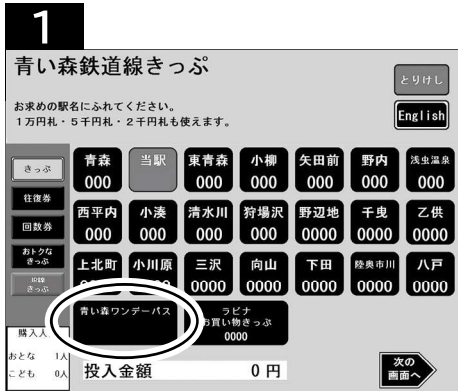 1
青い森鉄道線きっぷ
とりけし
お求めの駅名にふれてください。
1万円札・5千円札・2千円札も使えます。
English
きっぷ
往復券
回数券
おトクな
きっぷ
JR線
きっぷ
青森 当駅 東青森 小柳 矢田前 野内 浅虫温泉
000 000 000 000 000 000
西平内 小湊 清水川 狩場沢 野辺地 千曳 乙供
000 000 000 000 0000 0000 0000
上北町 小川原 三沢 向山 下田 陸奥市川 八戸
0000 0000 0000 0000 0000 0000 0000
青い森ワンデーパス
ラビナ
お買い物きっぷ
0000
購入人
おとな 1人
こども 0人
投入金額 0円
次の
画面へ